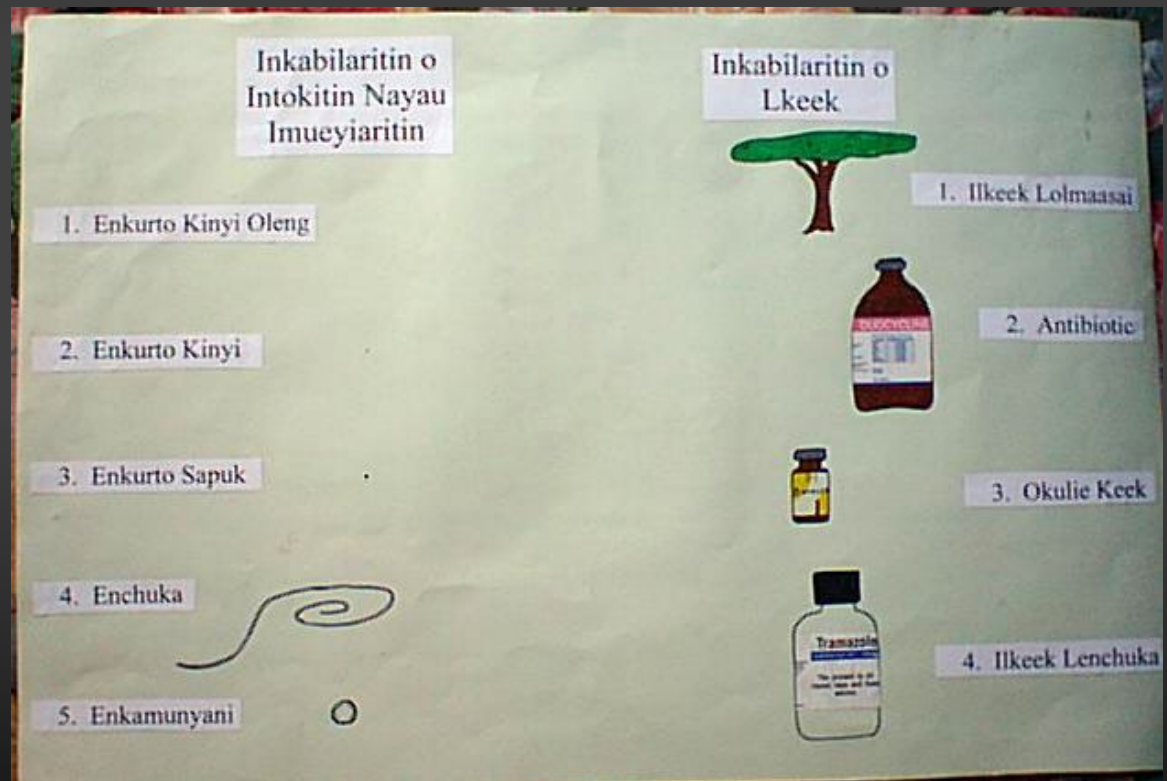 Inkabilaritin o
Intokitin Nayau
Imueyiaritin
1. Enkurto Kinyi Oleng
2. Enkurto Kinyi
3. Enkurto Sapuk
4. Enchuka
5. Enkamunyani
Inkabilaritin o
Lkeek
1. Ilkeek Lolmaasai
2. Antibiotic
3. Okulie Keek
4. Ilkeek Lenchuka
Tramazole